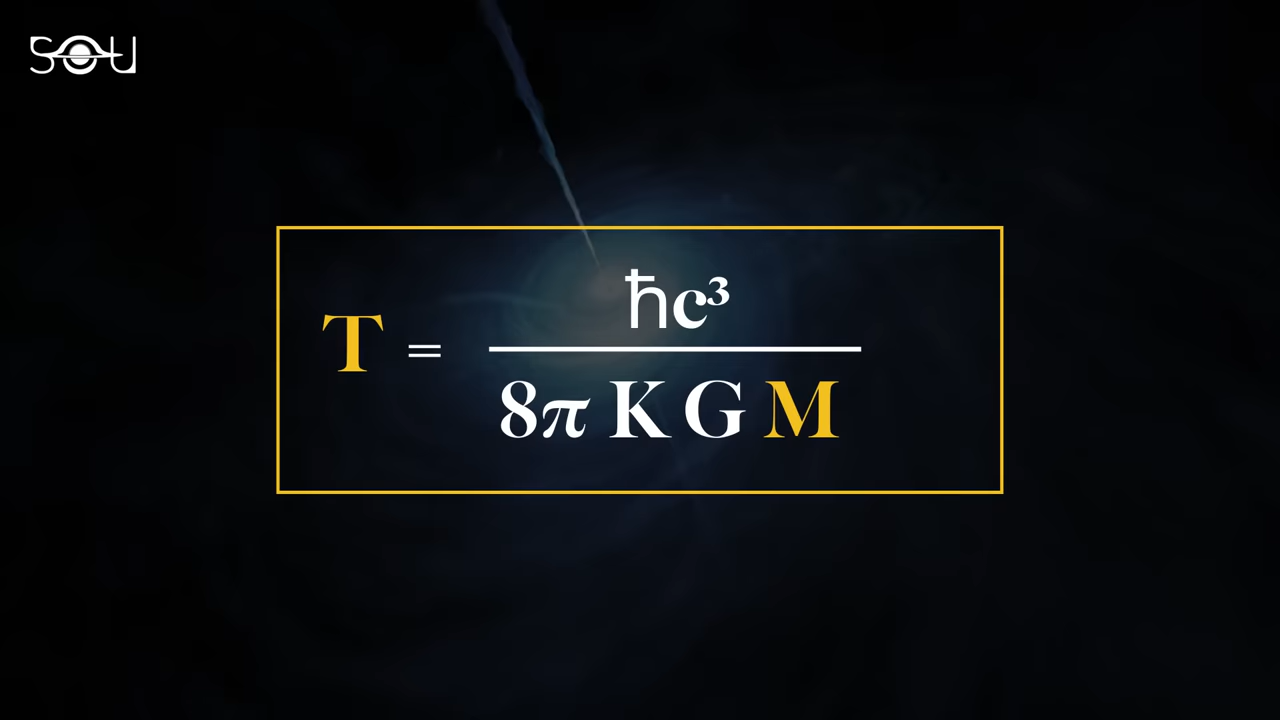 SOU
T = ħc³
8π K G M